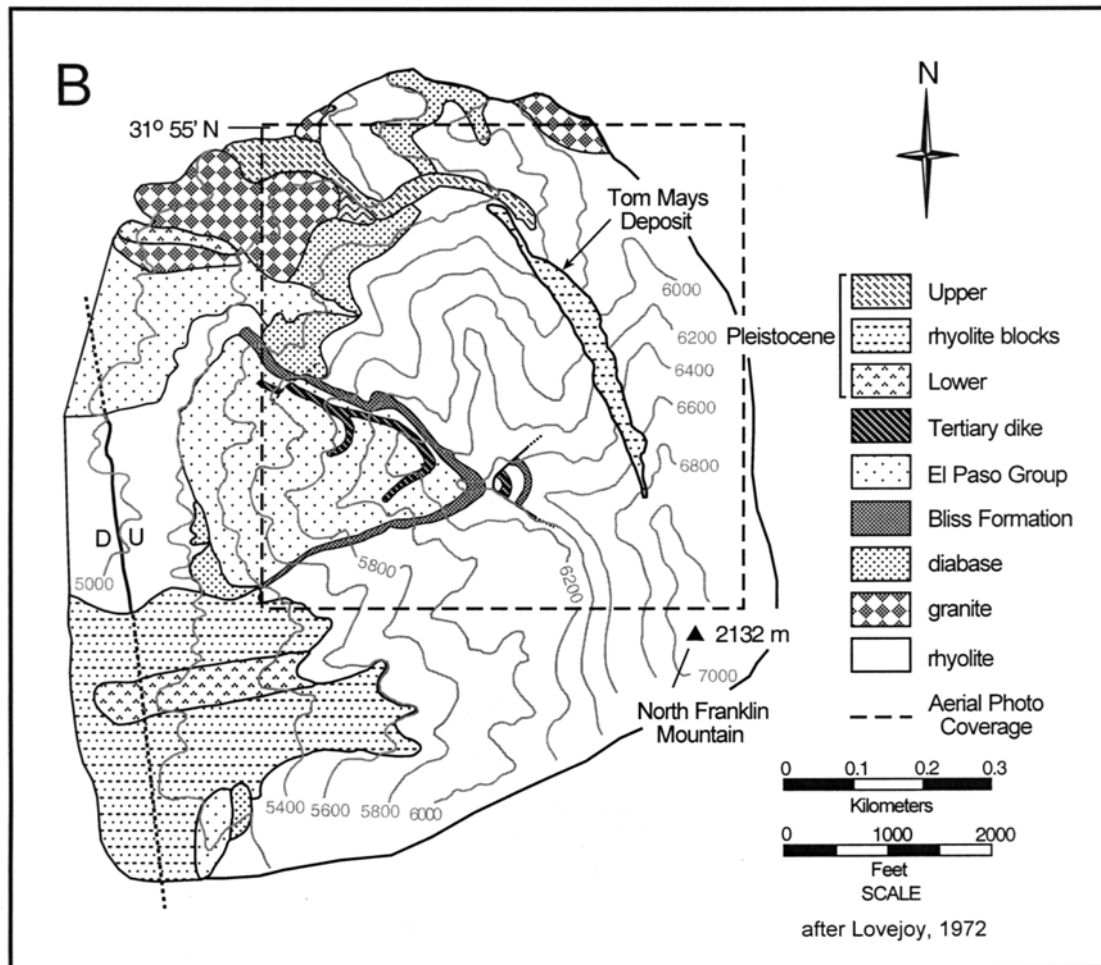 B
N
31° 55' N
Tom Mays
Deposit
6000
6200
6400
6600
6800
Pleistocene
Upper
rhyolite blocks
Lower
Tertiary dike
El Paso Group
Bliss Formation
diabase
granite
rhyolite
Aerial Photo
Coverage
D U
5000
5800
6200
2132 m
7000
North Franklin
Mountain
5400 5600 5800 6000
0 0.1 0.2 0.3
Kilometers
0 1000 2000
Feet
SCALE
after Lovejoy, 1972